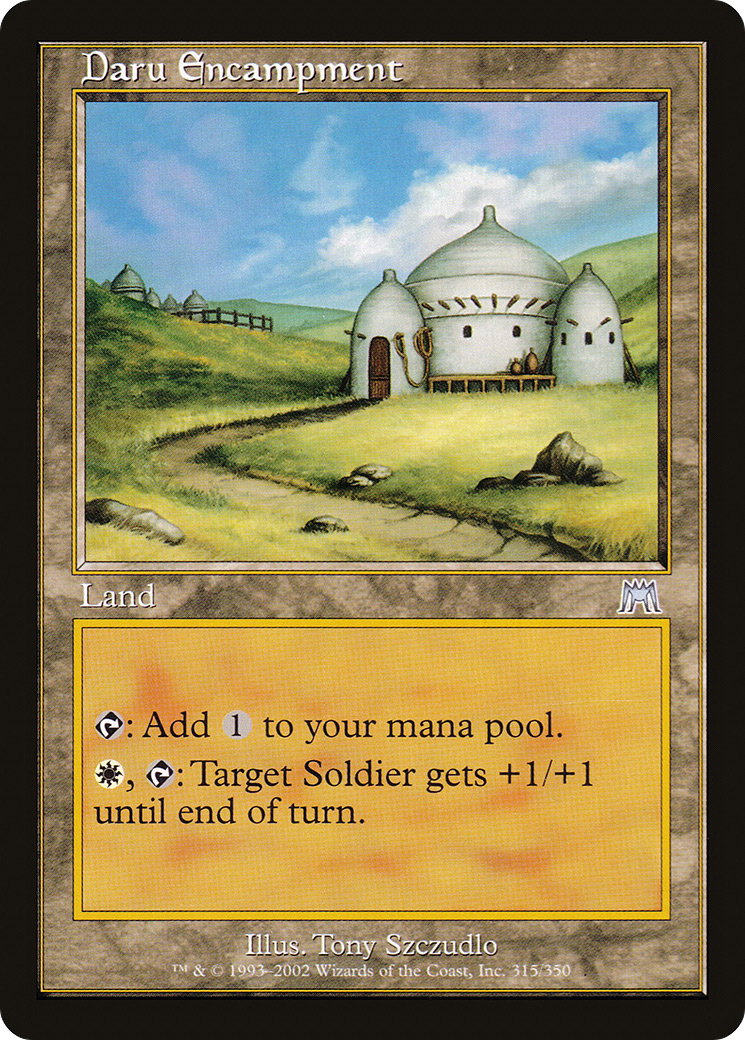 Daru Encampment
Land
: Add 1 to your mana pool.
, : Target Soldier gets +1/+1
until end of turn.
Illus. Tony Szczudlo
™ & © 1993–2002 Wizards of the Coast, Inc. 315/350